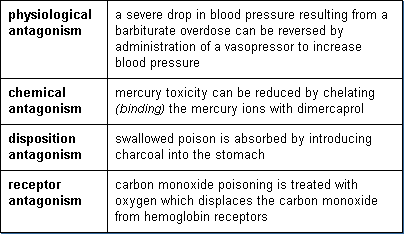 physiological antagonism
a severe drop in blood pressure resulting from a
barbiturate overdose can be reversed by
administration of a vasopressor to increase
blood pressure
chemical antagonism
mercury toxicity can be reduced by chelating
(binding) the mercury ions with dimercaprol
disposition antagonism
swallowed poison is absorbed by introducing
charcoal into the stomach
receptor antagonism
carbon monoxide poisoning is treated with
oxygen which displaces the carbon monoxide
from hemoglobin receptors